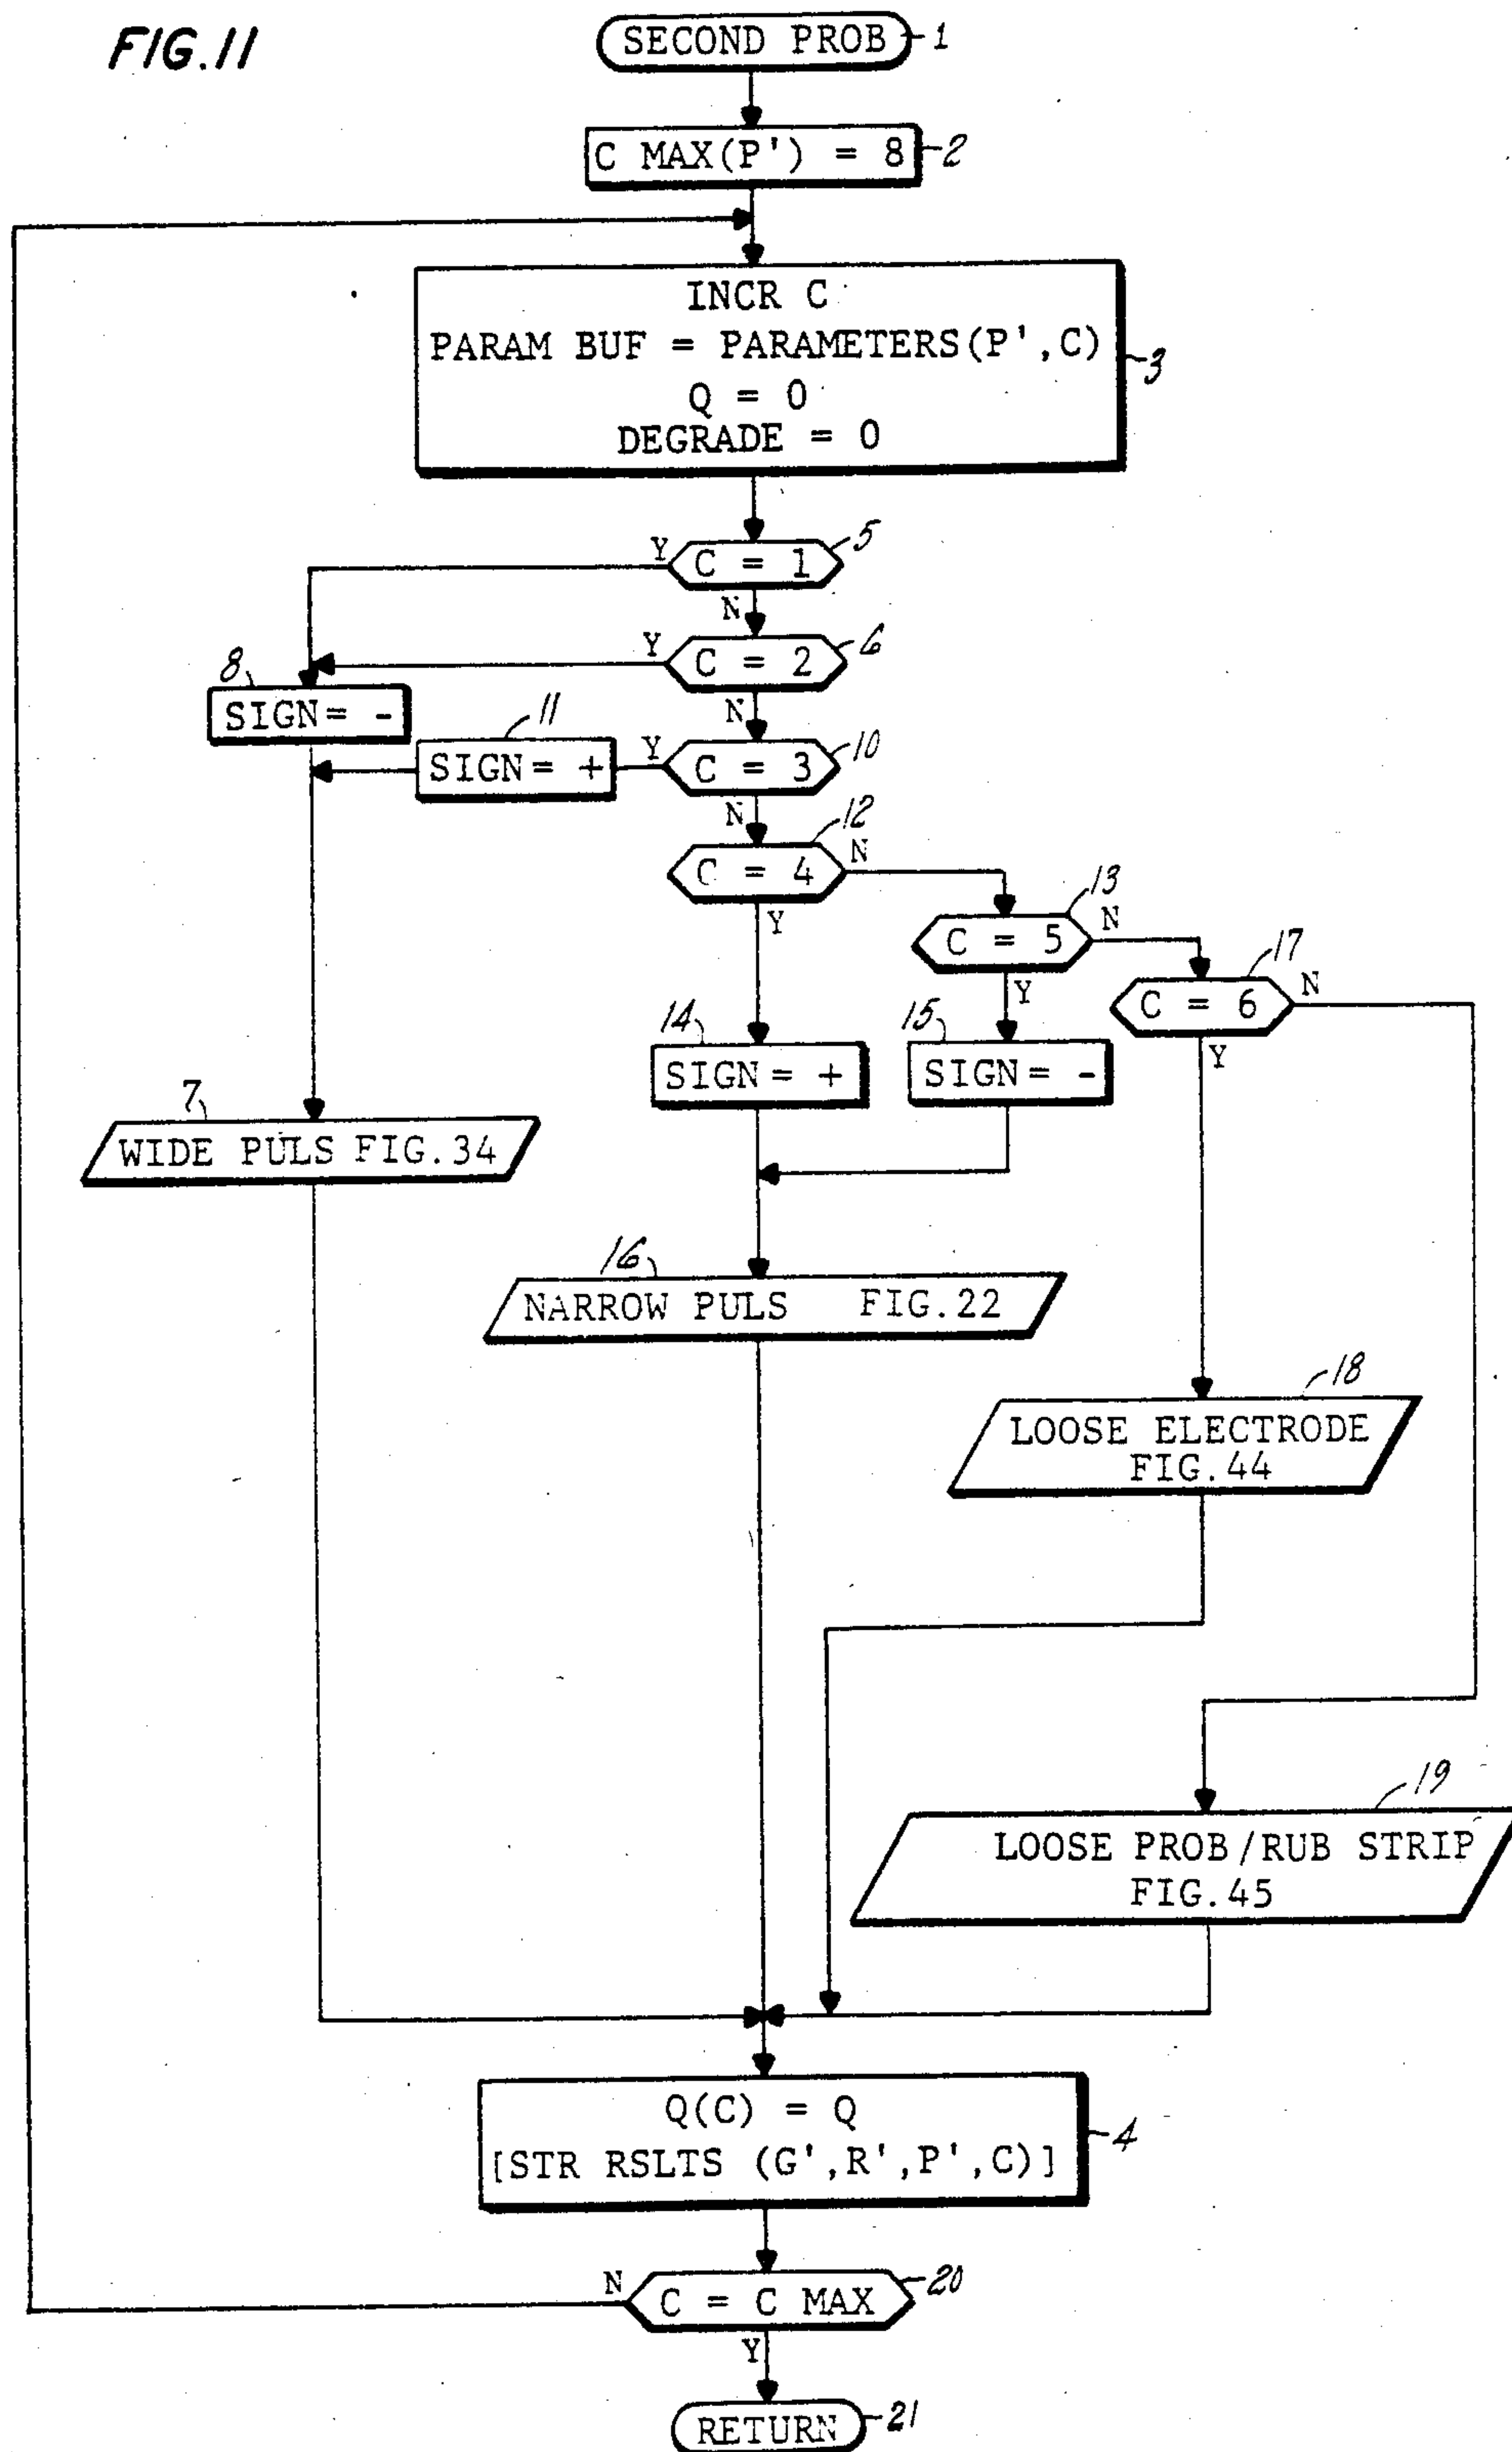 FIG.11
SECOND PROB 1
C MAX(P') = 8 2
INCR C
PARAM BUF = PARAMETERS(P',C)
3
Q = 0
DEGRADE = 0
5
Y C = 1
N
6
Y C = 2
8
SIGN= -
N
11
10
SIGN= + Y C = 3
N
12
C = 4 N
13
Y
C = 5 N
17
C = 6 N
Y
14
15
Y
SIGN= +
SIGN= -
7
WIDE PULS FIG.34
16
NARROW PULS FIG.22
18
LOOSE ELECTRODE
FIG.44
19
LOOSE PROB/RUB STRIP
FIG.45
Q(C) = Q
4
[STR RSLTS (G',R',P',C)]
N C = C MAX 20
Y
RETURN 21